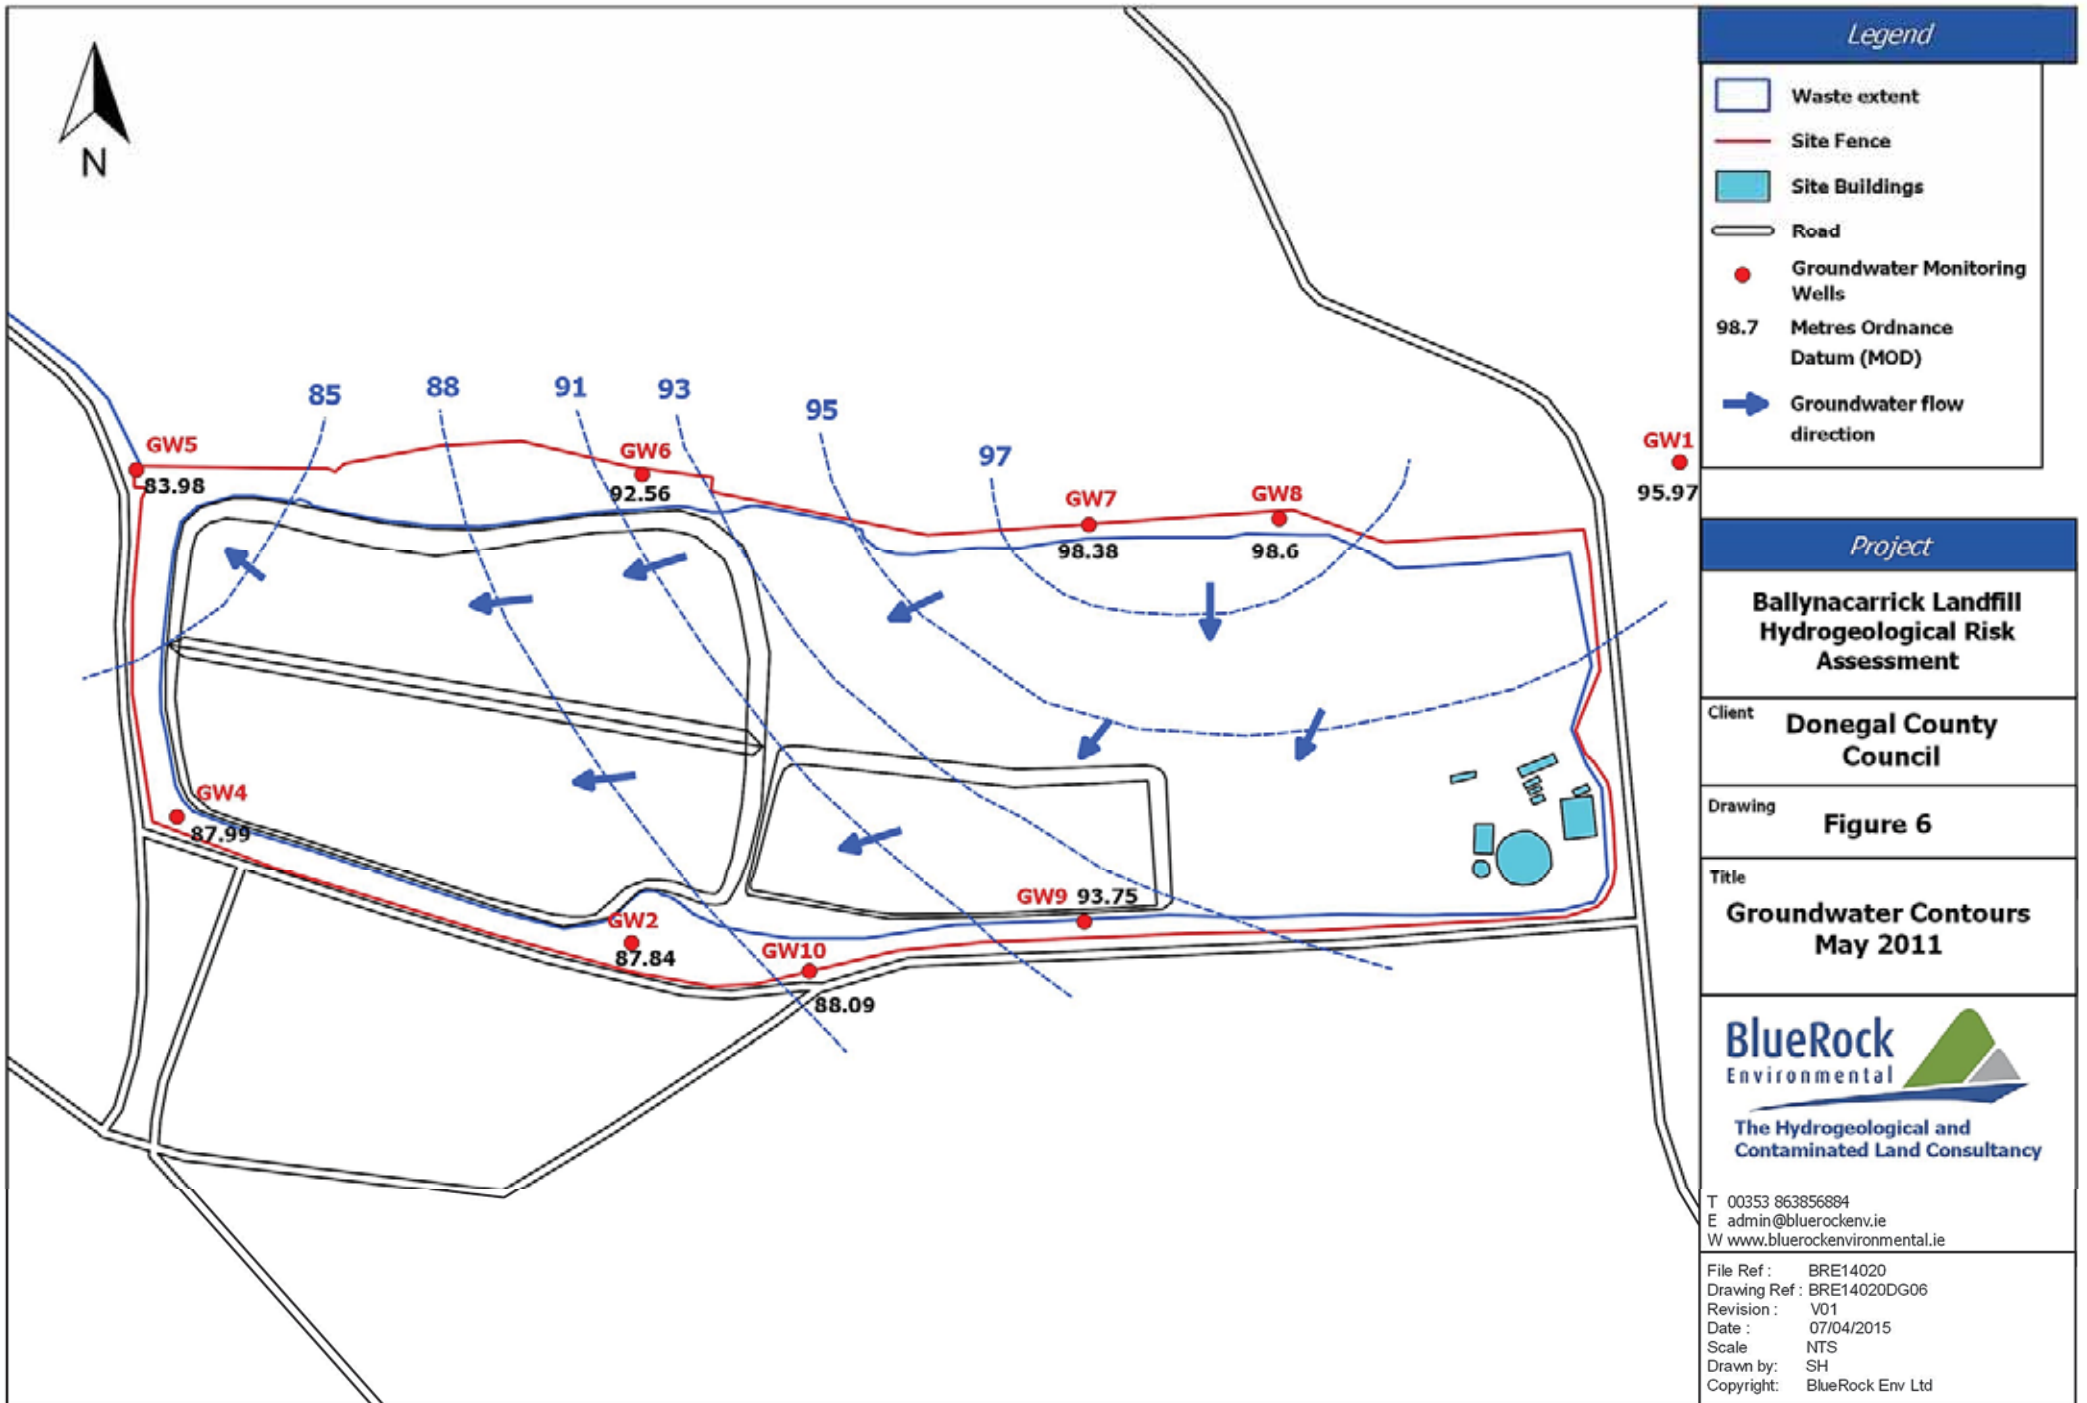 N
85
88
91
93
95
97
GW5
83.98
GW6
92.56
GW7
98.38
GW8
98.6
GW1
95.97
GW4
87.99
GW2
87.84
GW10
88.09
GW9 93.75
Legend
Waste extent
Site Fence
Site Buildings
Road
Groundwater Monitoring
Wells
98.7 Metres Ordnance
Datum (MOD)
Groundwater flow
direction
Project
Ballynacarrick Landfill
Hydrogeological Risk
Assessment
Client Donegal County
Council
Drawing Figure 6
Title
Groundwater Contours
May 2011
BlueRock
Environmental
The Hydrogeological and
Contaminated Land Consultancy
T 00353 863856884
E admin@bluerockenv.ie
W www.bluerockenvironmental.ie
File Ref : BRE14020
Drawing Ref : BRE14020DG06
Revision : V01
Date : 07/04/2015
Scale NTS
Drawn by: SH
Copyright: BlueRock Env Ltd